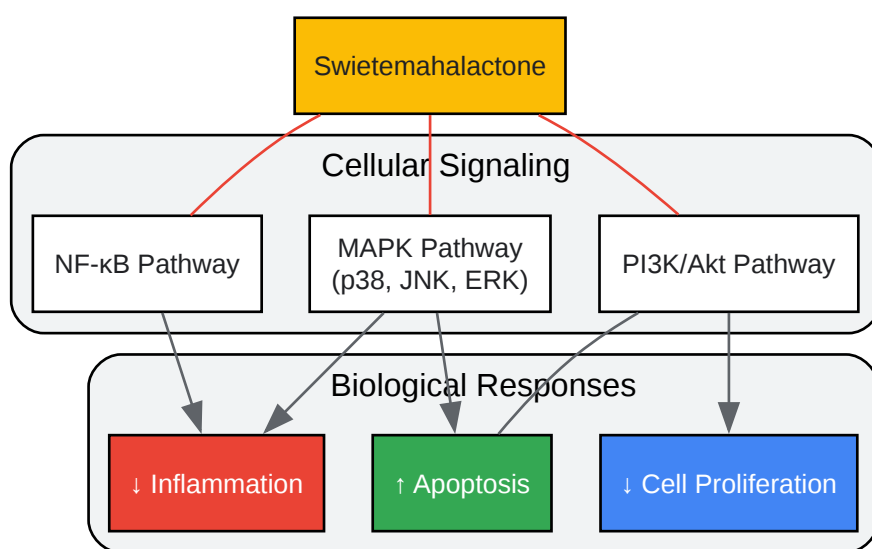 Swietemahalactone
Cellular Signaling
NF-κB Pathway
MAPK Pathway
(p38, JNK, ERK)
PI3K/Akt Pathway
Biological Responses
↓ Inflammation
↑ Apoptosis
↓ Cell Proliferation